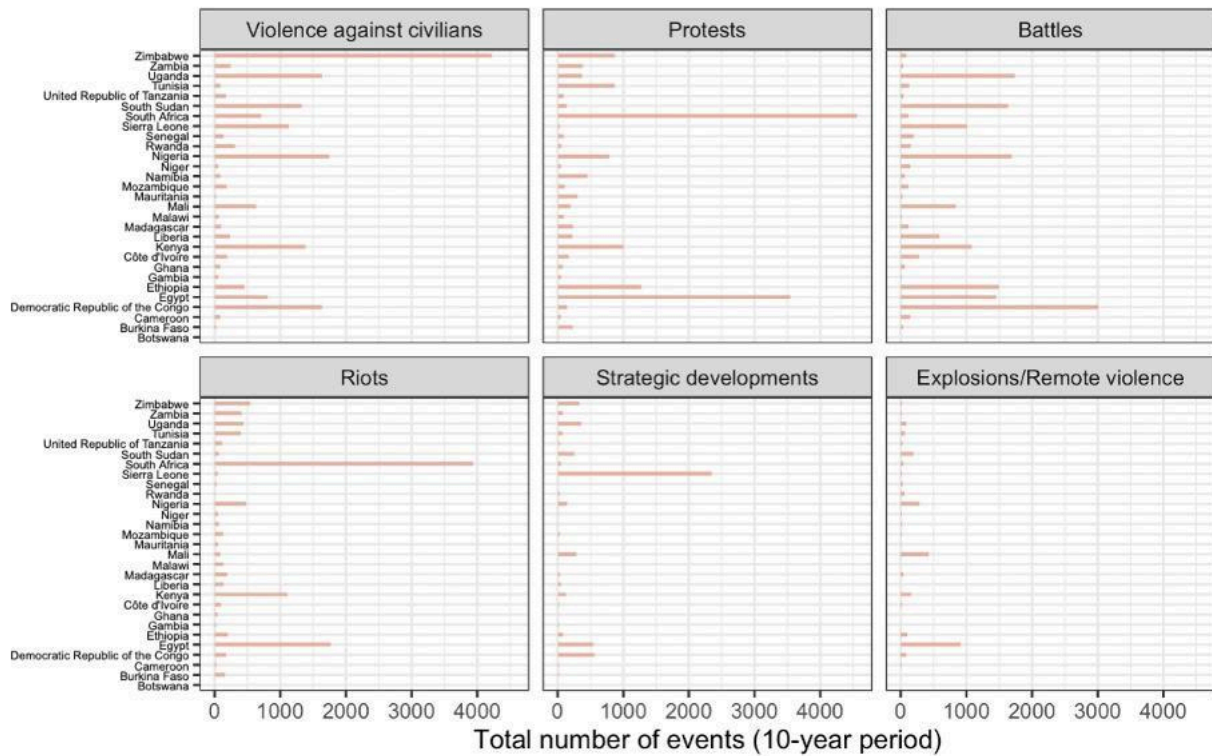 Violence against civilians
Protests
Battles
Zimbabwe
Zambia
Uganda
Tunisia
United Republic of Tanzania
South Sudan
South Africa
Sierra Leone
Senegal
Rwanda
Nigeria
Niger
Namibia
Mozambique
Mauritania
Mali
Malawi
Madagascar
Liberia
Kenya
Côte d'Ivoire
Ghana
Gambia
Ethiopia
Egypt
Democratic Republic of the Congo
Cameroon
Burkina Faso
Botswana
Riots
Strategic developments
Explosions/Remote violence
Zimbabwe
Zambia
Uganda
Tunisia
United Republic of Tanzania
South Sudan
South Africa
Sierra Leone
Senegal
Rwanda
Nigeria
Niger
Namibia
Mozambique
Mauritania
Mali
Malawi
Madagascar
Liberia
Kenya
Côte d'Ivoire
Ghana
Gambia
Ethiopia
Egypt
Democratic Republic of the Congo
Cameroon
Burkina Faso
Botswana
0 1000 2000 3000 4000 0 1000 2000 3000 4000 0 1000 2000 3000 4000
Total number of events (10-year period)